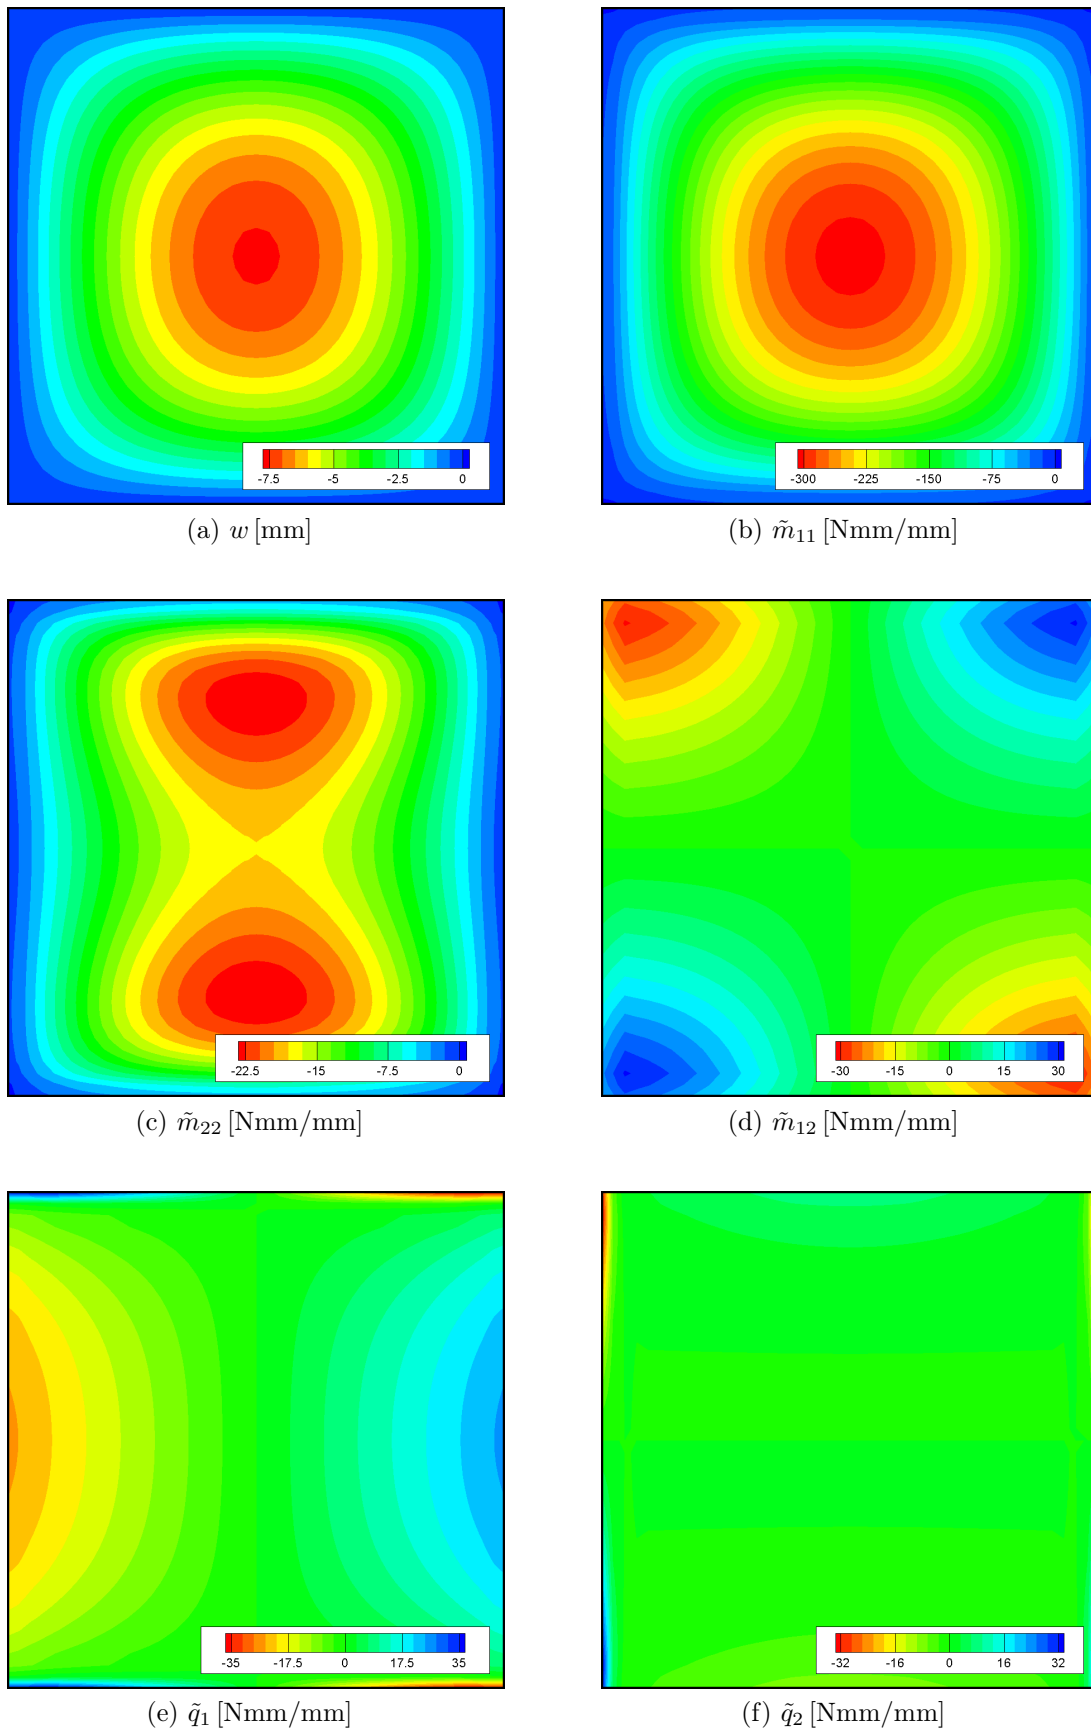 -7.5 -5 -2.5 0
-300 -225 -150 -75 0
(a) w [mm]
(b) m̃₁₁ [Nmm/mm]
-22.5 -15 -7.5 0
-30 -15 0 15 30
(c) m̃₂₂ [Nmm/mm]
(d) m̃₁₂ [Nmm/mm]
-35 -17.5 0 17.5 35
-32 -16 0 16 32
(e) q̃₁ [Nmm/mm]
(f) q̃₂ [Nmm/mm]